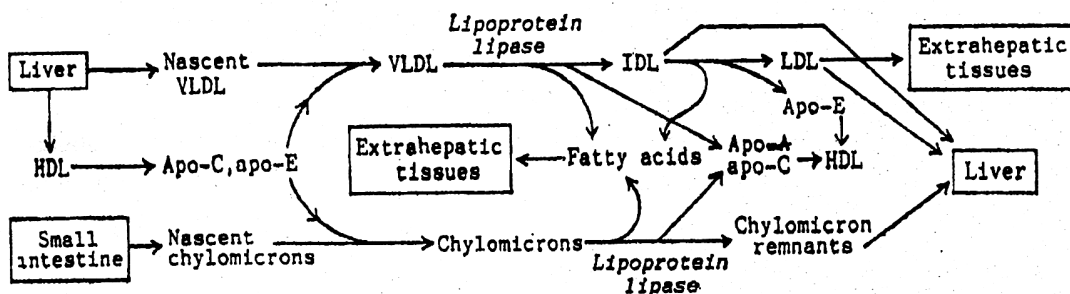 Lipoprotein
lipase
Liver
Nascent
VLDL
VLDL
IDL
LDL
Extrahepatic
tissues
Apo-E
HDL
Apo-C,apo-E
Extrahepatic
tissues
Fatty acids
Apo-A
apo-C
HDL
Liver
Small
intestine
Nascent
chylomicrons
Chylomicrons
Lipoprotein
lipase
Chylomicron
remnants